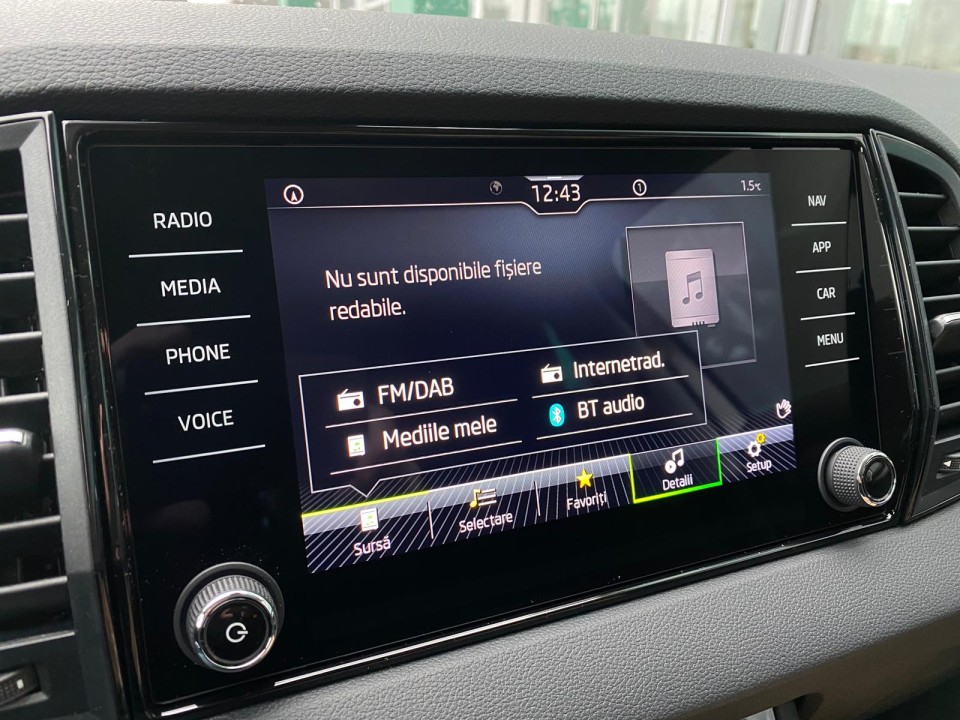 12:43
1
1.5°C
RADIO
MEDIA
PHONE
VOICE
NAV
APP
CAR
MENU
Nu sunt disponibile fișiere
redabile.
FM/DAB
Internetrad.
Mediile mele
BT audio
Sursă
Selectare
Favoriți
Detalii
Setup